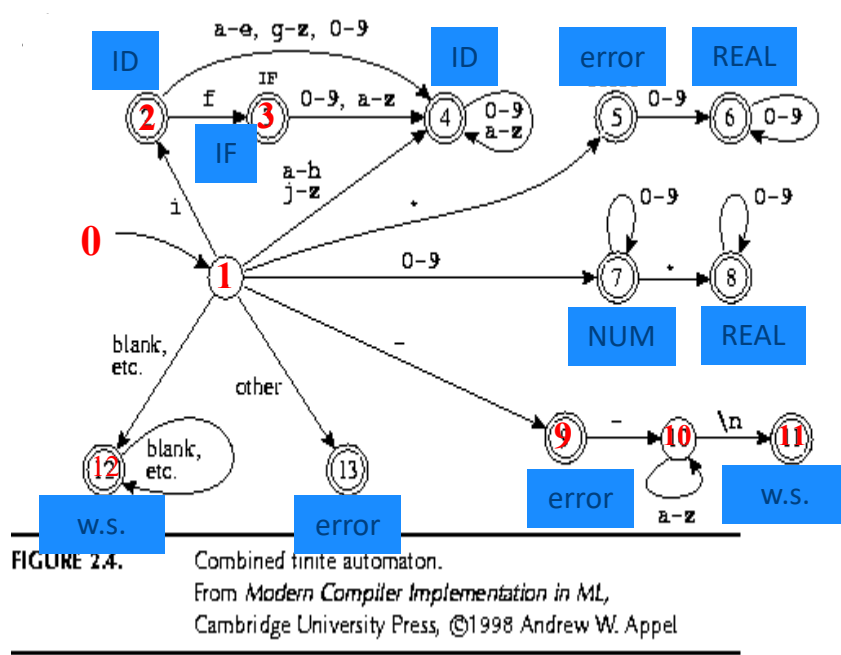 a-e, g-z, 0-9
ID
ID
error
REAL
IF
f
0-9, a-z
0-9
2
3
4
0-9
a-z
5
6
0-9
IF
a-h
j-z
i
.
0-9
0-9
0
1
0-9
7
.
8
NUM
REAL
blank,
etc.
other
-
-
\n
9
10
11
12
blank,
etc.
13
a-z
error
w.s.
w.s.
error
FIGURE 2.4. Combined finite automaton.
From Modern Compiler Implementation in ML,
Cambridge University Press, ©1998 Andrew W. Appel